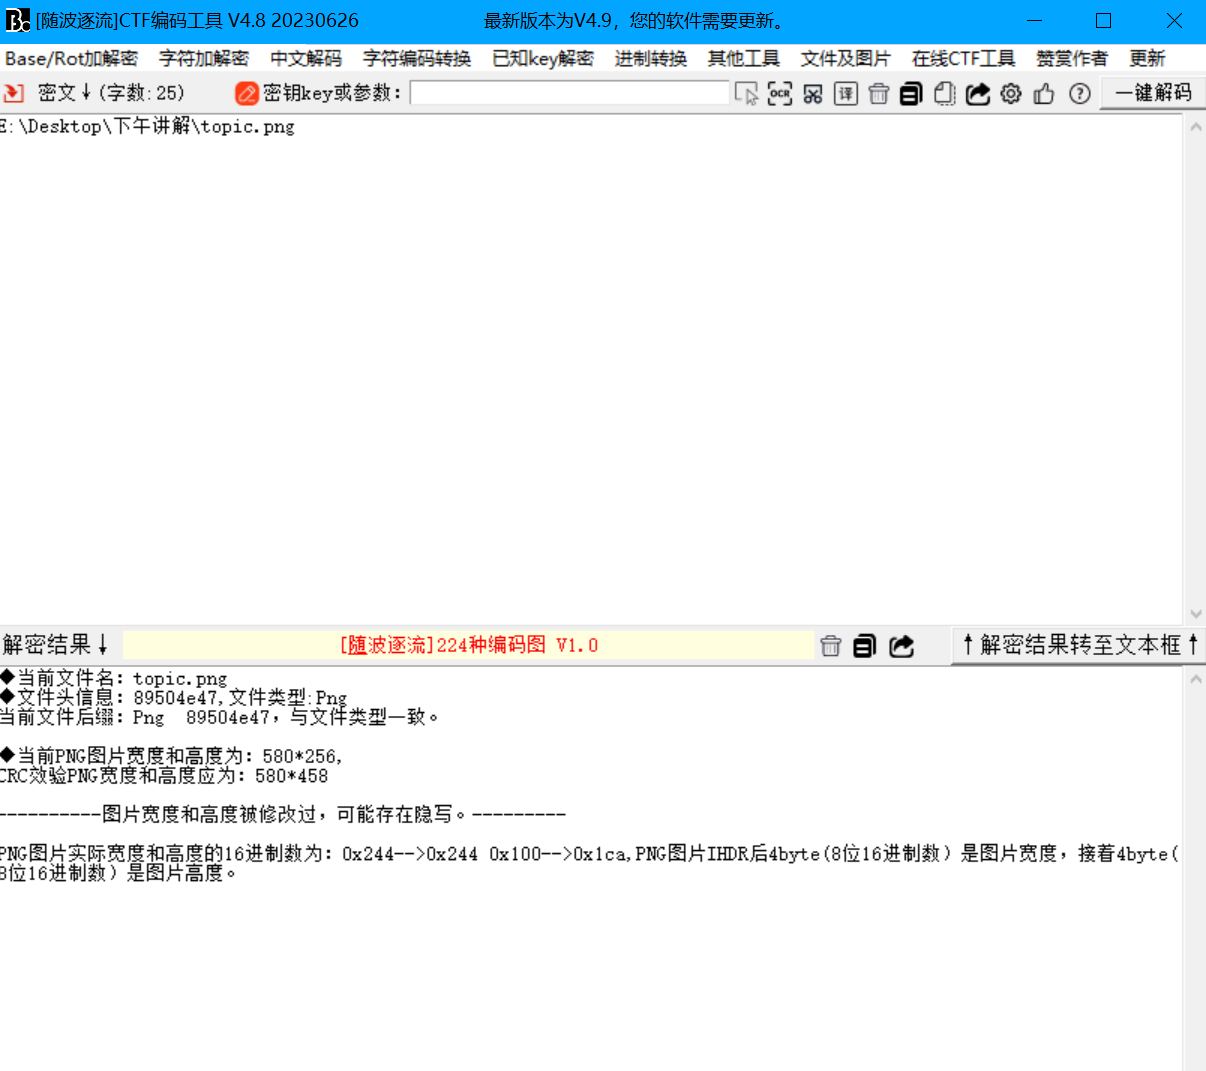 [随波逐流]CTF编码工具 V4.8 20230626 最新版本为V4.9，您的软件需要更新。
Base/Rot加解密 字符加解密 中文解码 字符编码转换 已知key解密 进制转换 其他工具 文件及图片 在线CTF工具 赞赏作者 更新
密文↓(字数:25) 密钥key或参数: OCR 译 一键解码
E:\Desktop\下午讲解\topic.png
解密结果↓ [随波逐流]224种编码图 V1.0 ↑解密结果转至文本框↑
◆当前文件名: topic.png
◆文件头信息: 89504e47,文件类型:Png
当前文件后缀: Png 89504e47，与文件类型一致。
◆当前PNG图片宽度和高度为: 580*256,
CRC效验PNG宽度和高度应为: 580*458
----------图片宽度和高度被修改过，可能存在隐写。---------
PNG图片实际宽度和高度的16进制数为: 0x244-->0x244 0x100-->0x1ca,PNG图片IHDR后4byte(8位16进制数）是图片宽度，接着4byte(
8位16进制数）是图片高度。